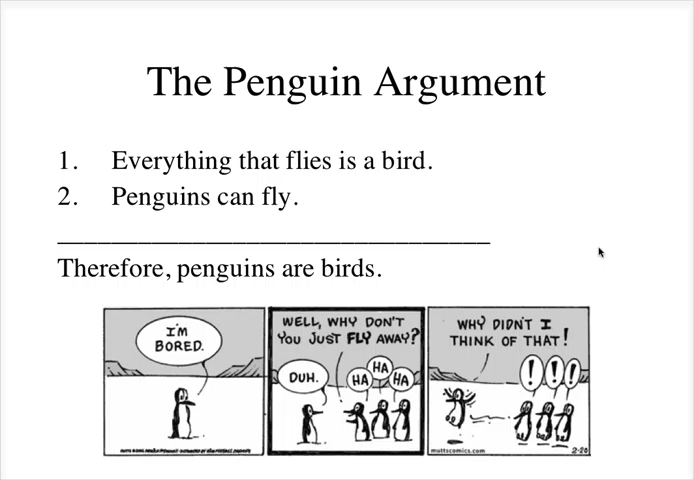 The Penguin Argument
1. Everything that flies is a bird.
2. Penguins can fly.
Therefore, penguins are birds.
I'M
BORED.
WELL, WHY DON'T
YOU JUST FLY AWAY?
DUH.
HA
HA
HA
WHY DIDN'T I
THINK OF THAT!
!
!
!
muttscomics.com
2-20